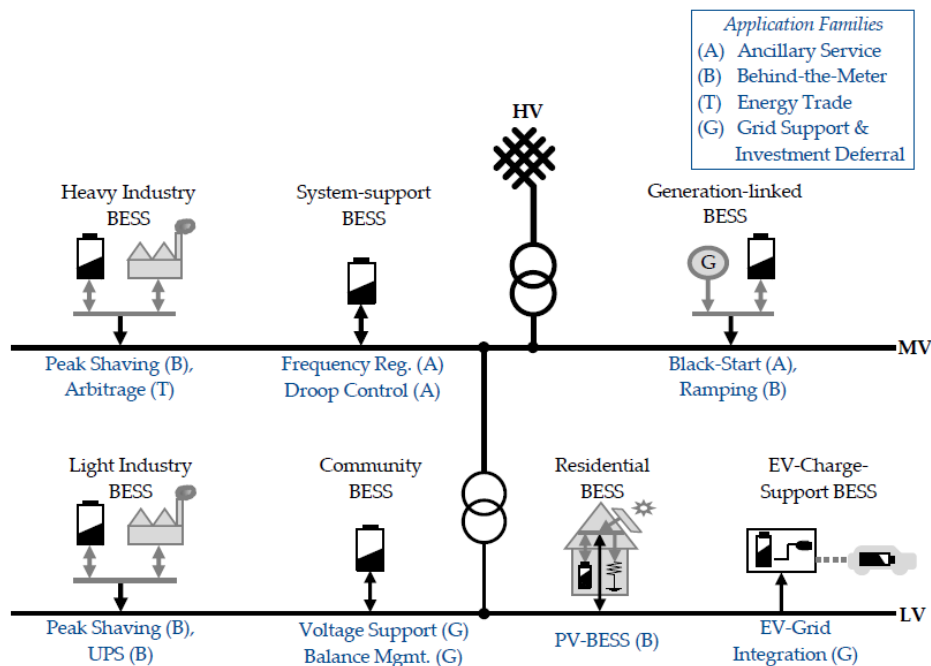 Application Families
(A) Ancillary Service
(B) Behind-the-Meter
(T) Energy Trade
(G) Grid Support &
Investment Deferral
HV
Heavy Industry
BESS
System-support
BESS
Generation-linked
BESS
G
MV
Peak Shaving (B),
Arbitrage (T)
Frequency Reg. (A)
Droop Control (A)
Black-Start (A),
Ramping (B)
Light Industry
BESS
Community
BESS
Residential
BESS
EV-Charge-
Support BESS
LV
Peak Shaving (B),
UPS (B)
Voltage Support (G)
Balance Mgmt. (G)
PV-BESS (B)
EV-Grid
Integration (G)